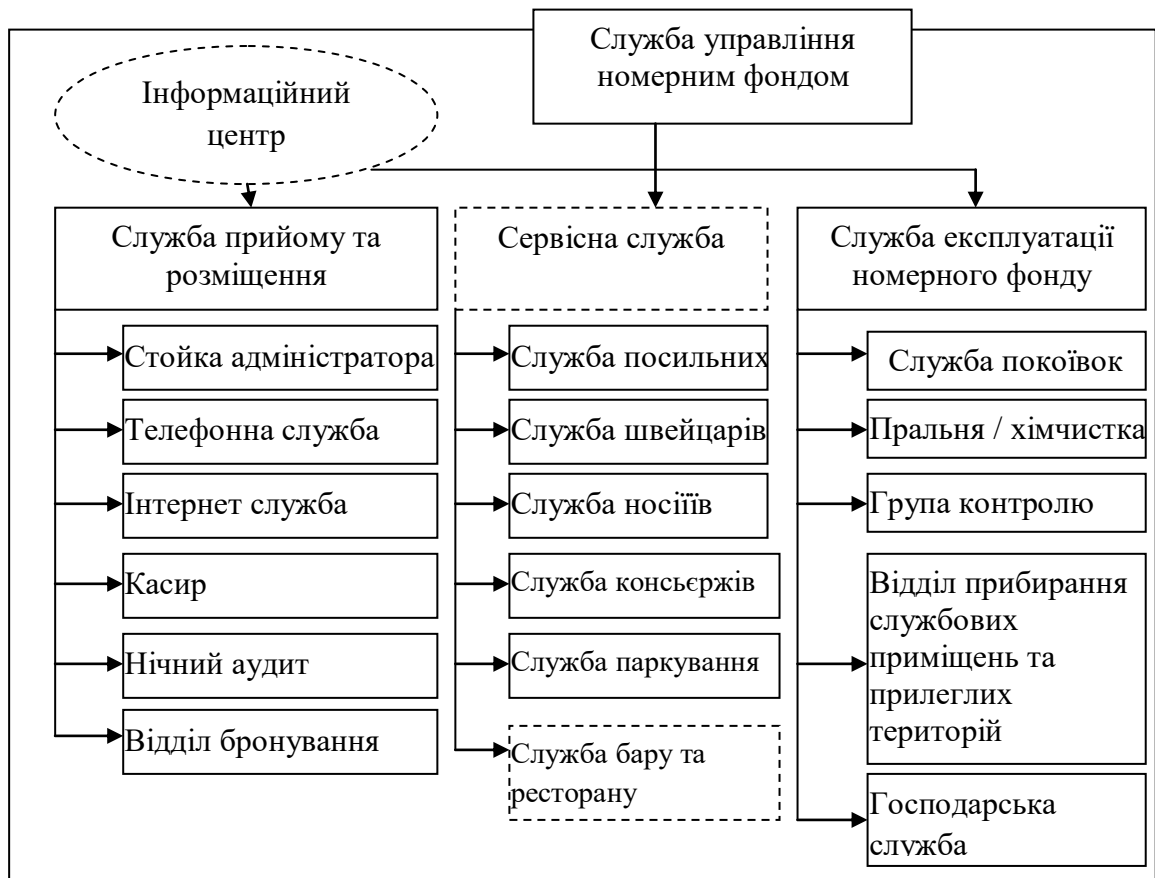 Служба управління
номерним фондом
Інформаційний
центр
Служба прийому та
розміщення
Стойка адміністратора
Телефонна служба
Інтернет служба
Касир
Нічний аудит
Відділ бронування
Сервісна служба
Служба посильних
Служба швейцарів
Служба носіїїв
Служба консьєржів
Служба паркування
Служба бару та
ресторану
Служба експлуатації
номерного фонду
Служба покоївок
Пральня / хімчистка
Група контролю
Відділ прибирання
службових
приміщень та
прилеглих
територій
Господарська
служба